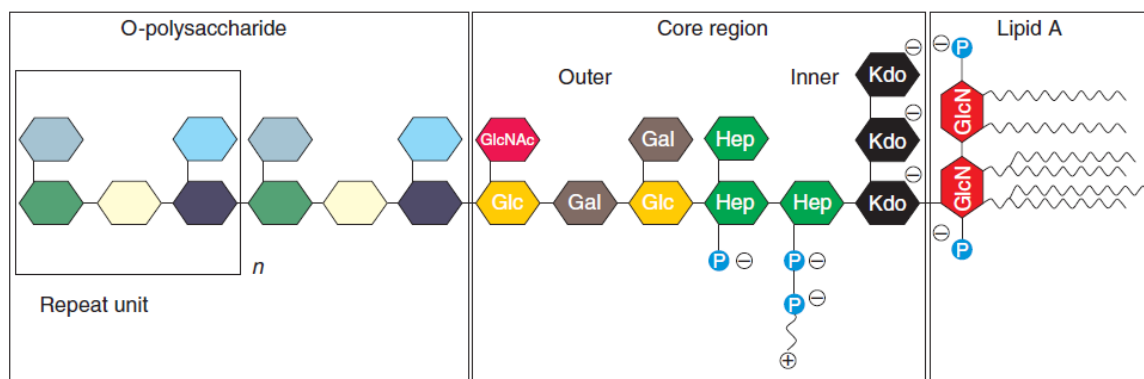 O-polysaccharide
Core region
Lipid A
Outer
Inner
Kdo
⊖
⊖ P
GlcNAc
Gal
Hep
Kdo
⊖
GlcN
Glc
Gal
Glc
Hep
Hep
Kdo
⊖
GlcN
P ⊖
P ⊖
⊖
P
n
P ⊖
Repeat unit
⊕